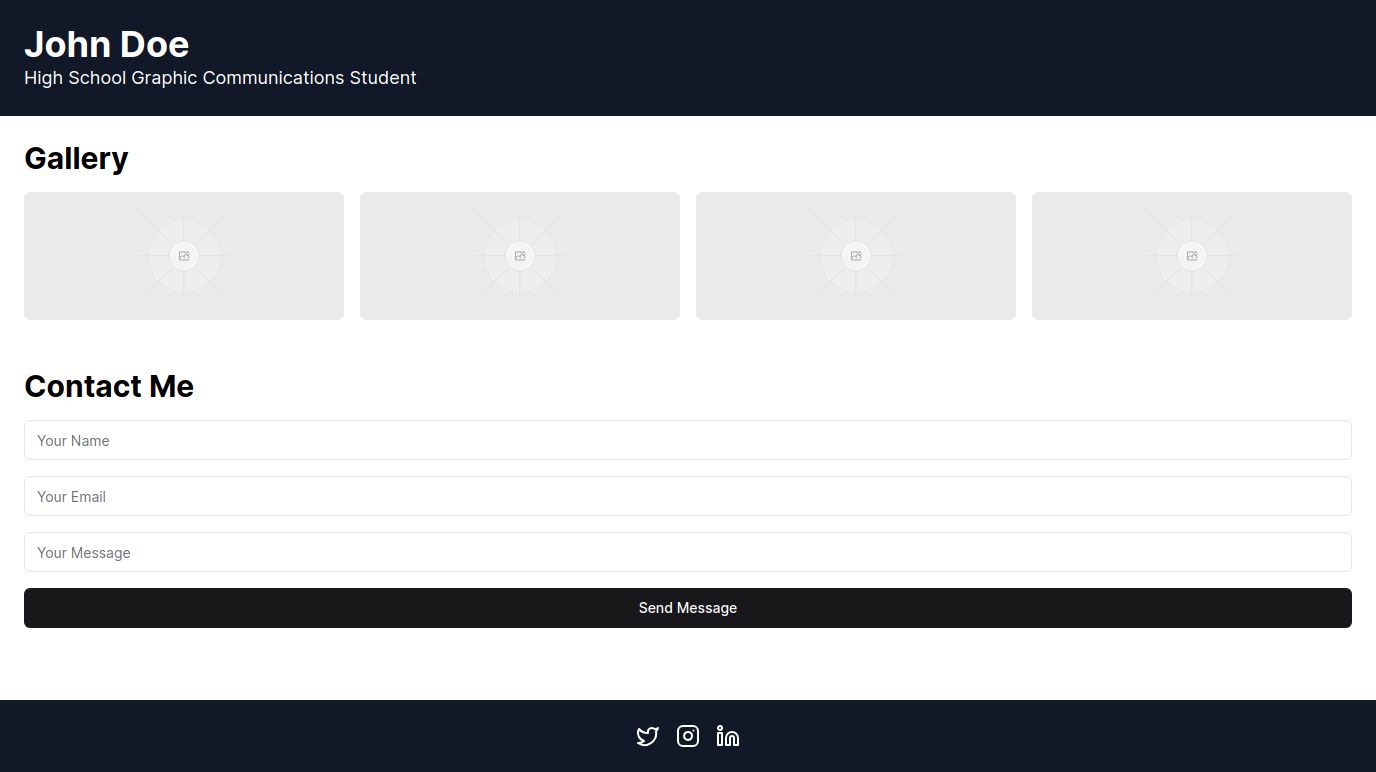 John Doe
High School Graphic Communications Student
Gallery
Contact Me
Your Name
Your Email
Your Message
Send Message